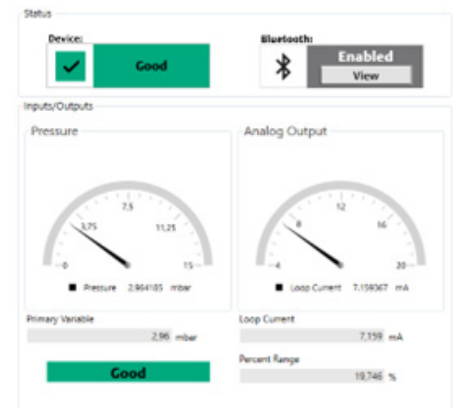 Status
Device:
Good
Bluetooth:
Enabled
View
Inputs/Outputs
Pressure
0
3,75
7,5
11,25
15
Pressure 2.964185 mbar
Analog Output
4
8
12
16
20
Loop Current 7.159367 mA
Primary Variable
2,96 mbar
Good
Loop Current
7,159 mA
Percent Range
19,746 %